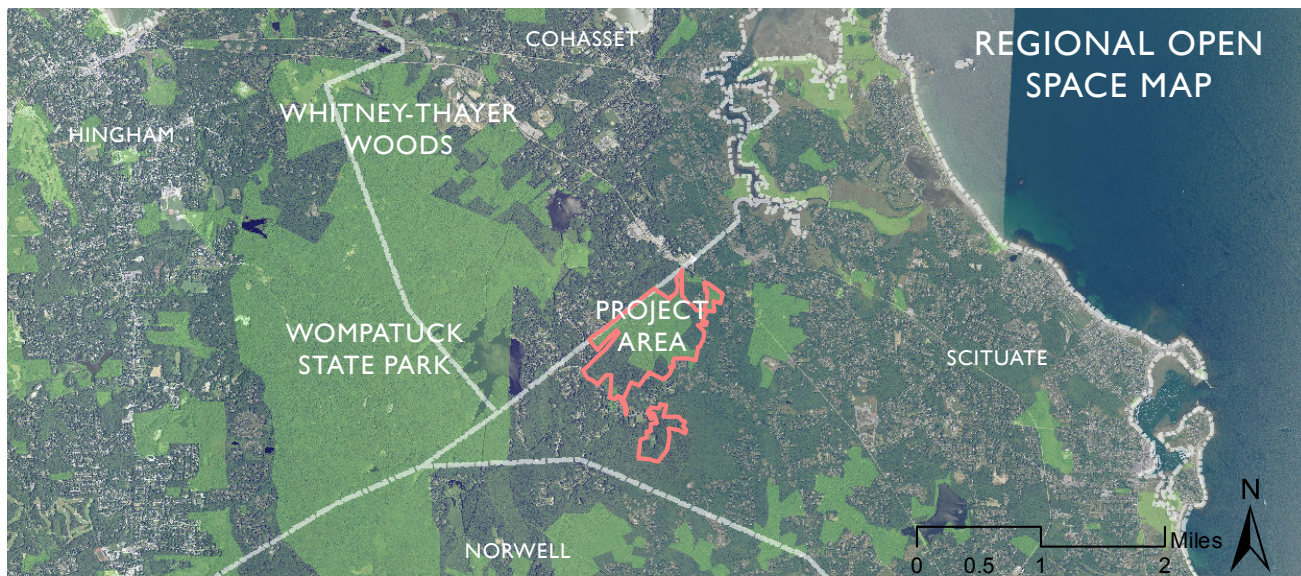 COHASSET
REGIONAL OPEN
SPACE MAP
WHITNEY-THAYER
WOODS
HINGHAM
PROJECT
AREA
WOMPATUCK
STATE PARK
SCITUATE
NORWELL
N
Miles
0 0.5 1 2